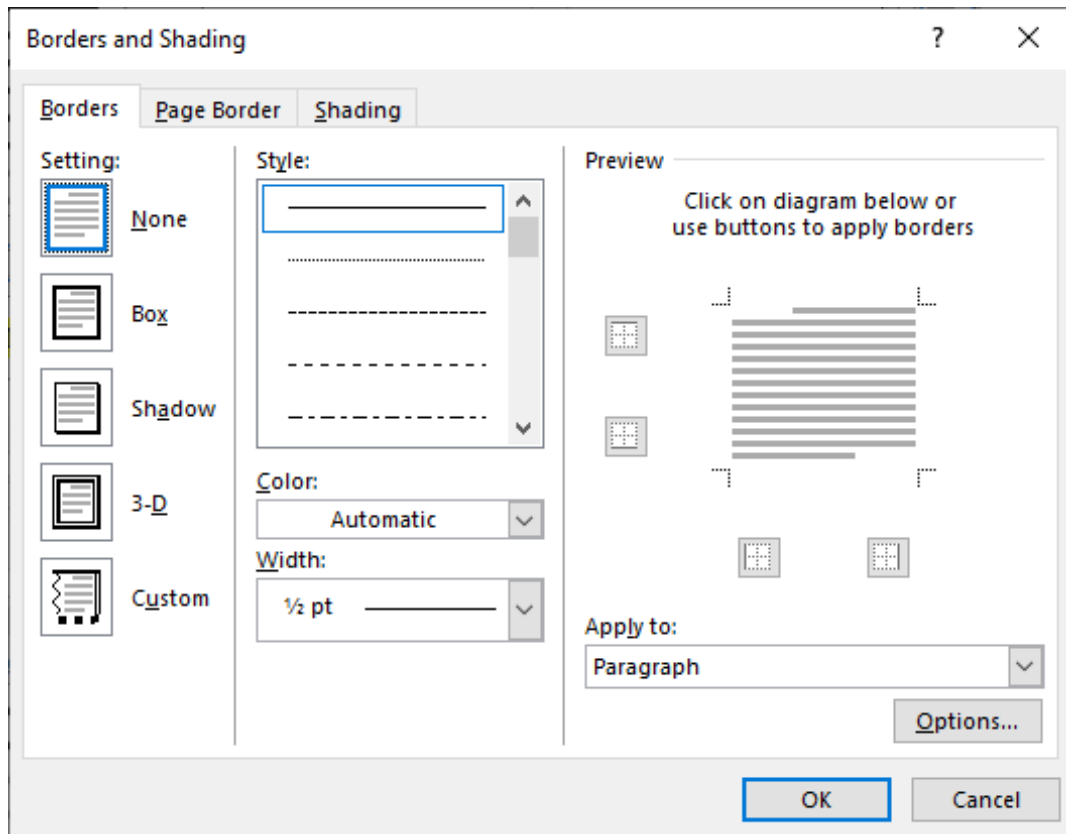 Borders and Shading
?
Borders
Page Border
Shading
Setting:
None
Box
Shadow
3-D
Custom
Style:
Color:
Automatic
Width:
½ pt
Preview
Click on diagram below or
use buttons to apply borders
Apply to:
Paragraph
Options...
OK
Cancel